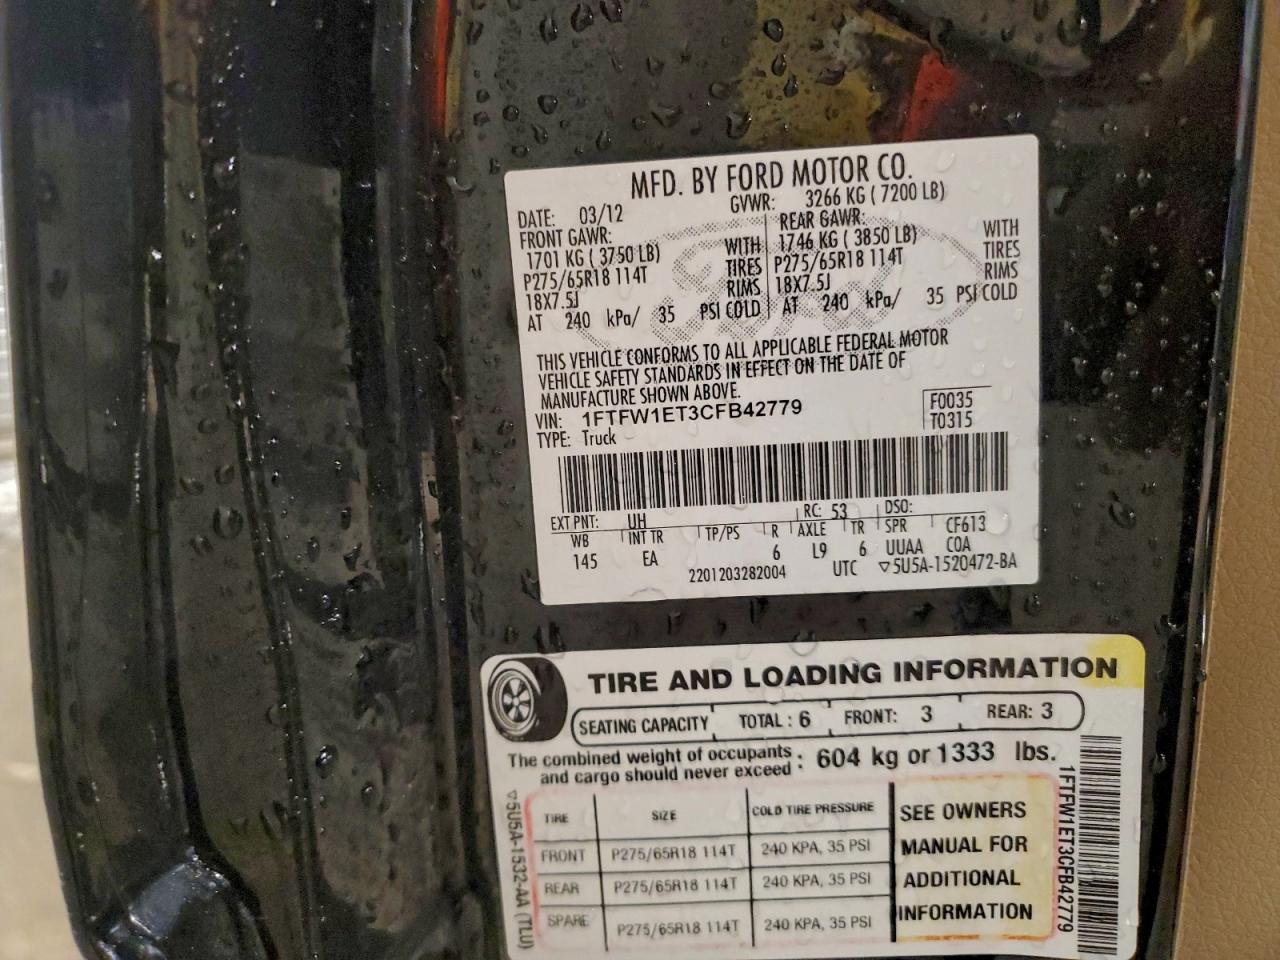 MFD. BY FORD MOTOR CO.
DATE: 03/12 GVWR: 3266 KG ( 7200 LB)
FRONT GAWR: REAR GAWR:
1701 KG ( 3750 LB) WITH 1746 KG ( 3850 LB) WITH
P275/65R18 114T TIRES P275/65R18 114T TIRES
18X7.5J RIMS 18X7.5J RIMS
AT 240 kPa/ 35 PSI COLD AT 240 kPa/ 35 PSI COLD
Ford
THIS VEHICLE CONFORMS TO ALL APPLICABLE FEDERAL MOTOR
VEHICLE SAFETY STANDARDS IN EFFECT ON THE DATE OF
MANUFACTURE SHOWN ABOVE.
VIN: 1FTFW1ET3CFB42779 F0035
TYPE: Truck T0315
EXT PNT: UH RC: 53 DSO:
WB INT TR TP/PS R AXLE TR SPR CF613
145 EA 6 L9 6 UUAA COA
2201203282004 UTC ▽5U5A-1520472-BA
TIRE AND LOADING INFORMATION
SEATING CAPACITY TOTAL : 6 FRONT: 3 REAR: 3
The combined weight of occupants
and cargo should never exceed : 604 kg or 1333 lbs.
TIRE SIZE COLD TIRE PRESSURE
FRONT P275/65R18 114T 240 KPA, 35 PSI
REAR P275/65R18 114T 240 KPA, 35 PSI
SPARE P275/65R18 114T 240 KPA, 35 PSI
SEE OWNERS
MANUAL FOR
ADDITIONAL
INFORMATION
▽5U5A-1532-AA (TLU)
1FTFW1ET3CFB42779